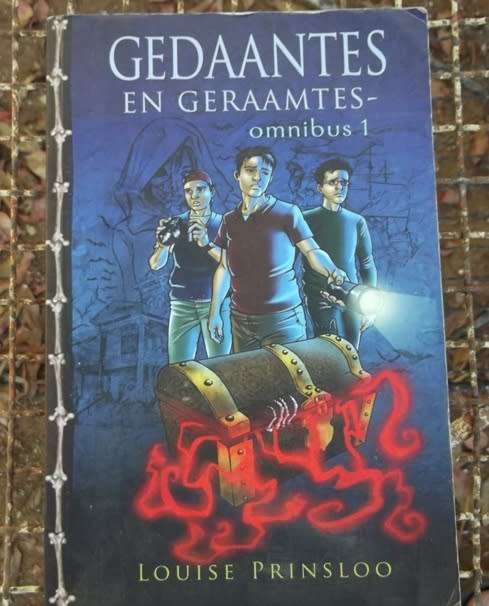 GEDAANTES
EN GERAAMTES-
omnibus 1
LOUISE PRINSLOO